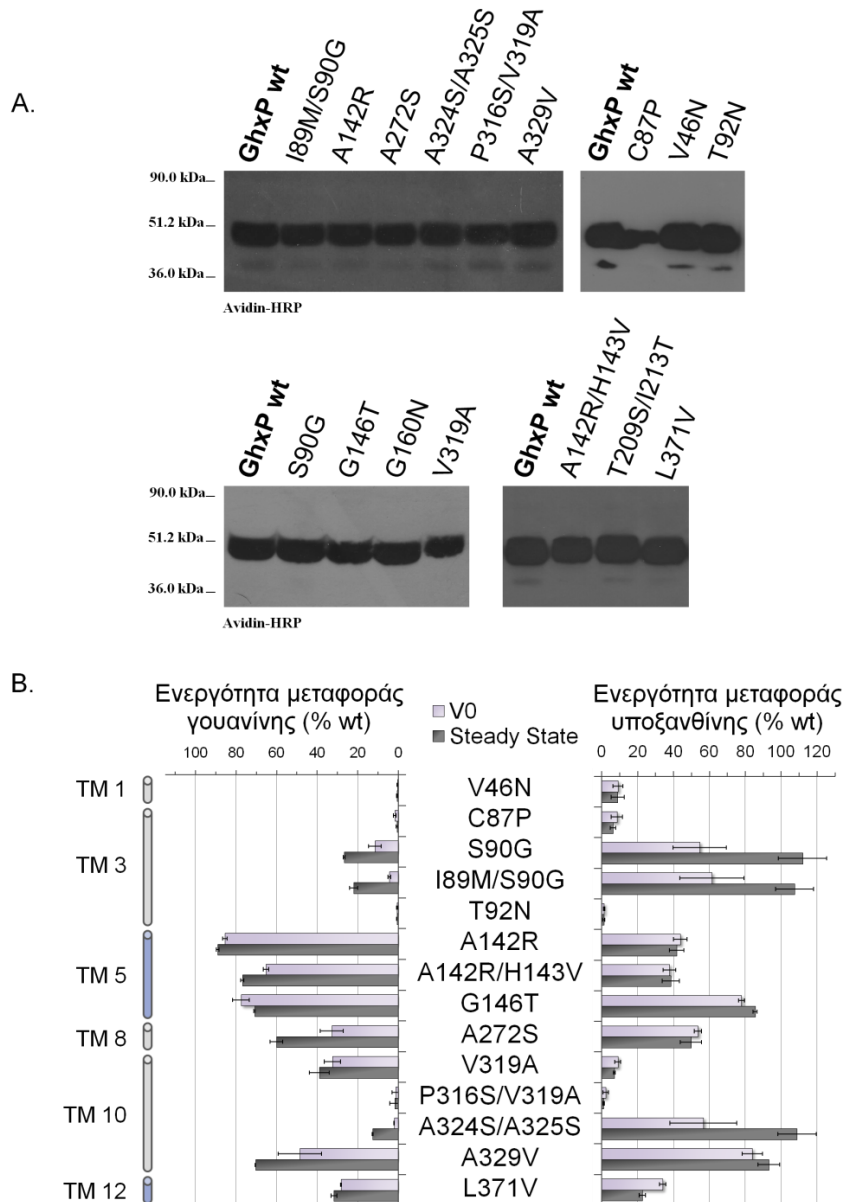 A.
GhxP wt
I89M/S90G
A142R
A272S
A324S/A325S
P316S/V319A
A329V
GhxP wt
C87P
V46N
T92N
90.0 kDa
51.2 kDa
36.0 kDa
Avidin-HRP
GhxP wt
S90G
G146T
G160N
V319A
GhxP wt
A142R/H143V
T209S/I213T
L371V
90.0 kDa
51.2 kDa
36.0 kDa
Avidin-HRP
B.
Ενεργότητα μεταφοράς
γουανίνης (% wt)
V0
Steady State
Ενεργότητα μεταφοράς
υποξανθίνης (% wt)
100 80 60 40 20 0
0 20 40 60 80 100 120
TM 1
V46N
C87P
TM 3
S90G
I89M/S90G
T92N
TM 5
A142R
A142R/H143V
G146T
TM 8
A272S
TM 10
V319A
P316S/V319A
A324S/A325S
A329V
TM 12
L371V